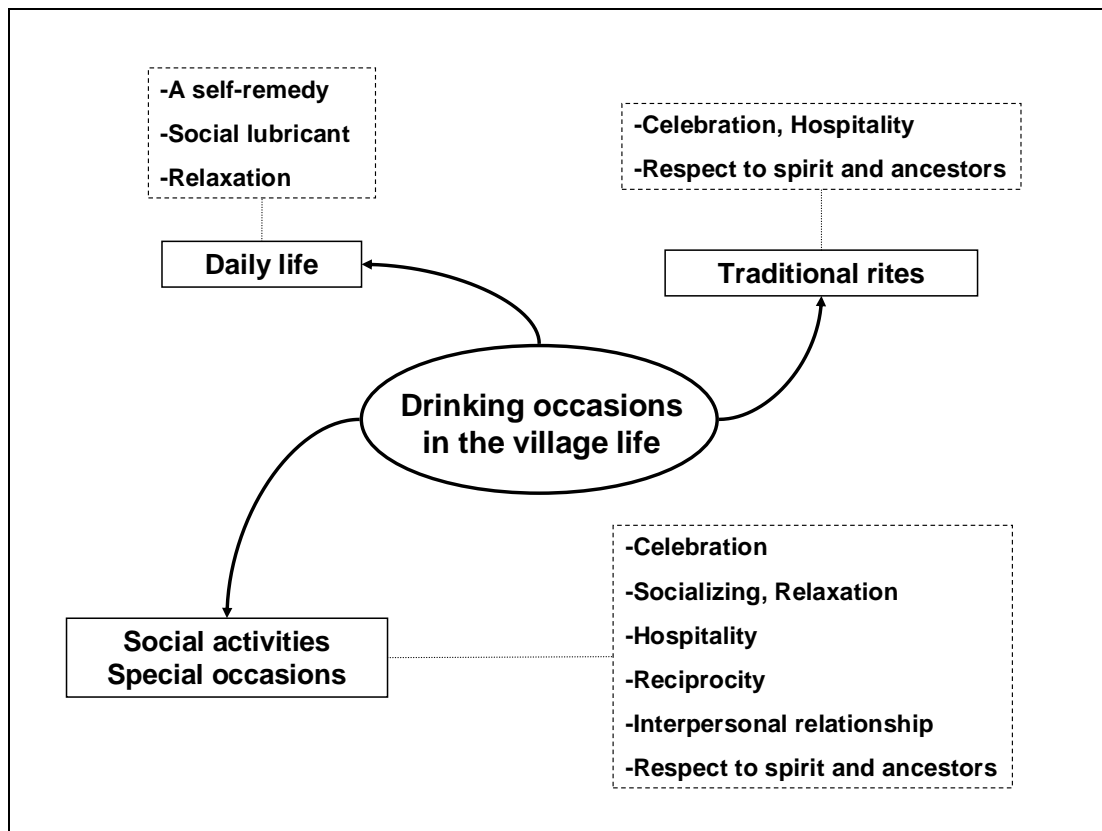 -A self-remedy
-Social lubricant
-Relaxation
Daily life
-Celebration, Hospitality
-Respect to spirit and ancestors
Traditional rites
Drinking occasions
in the village life
Social activities
Special occasions
-Celebration
-Socializing, Relaxation
-Hospitality
-Reciprocity
-Interpersonal relationship
-Respect to spirit and ancestors